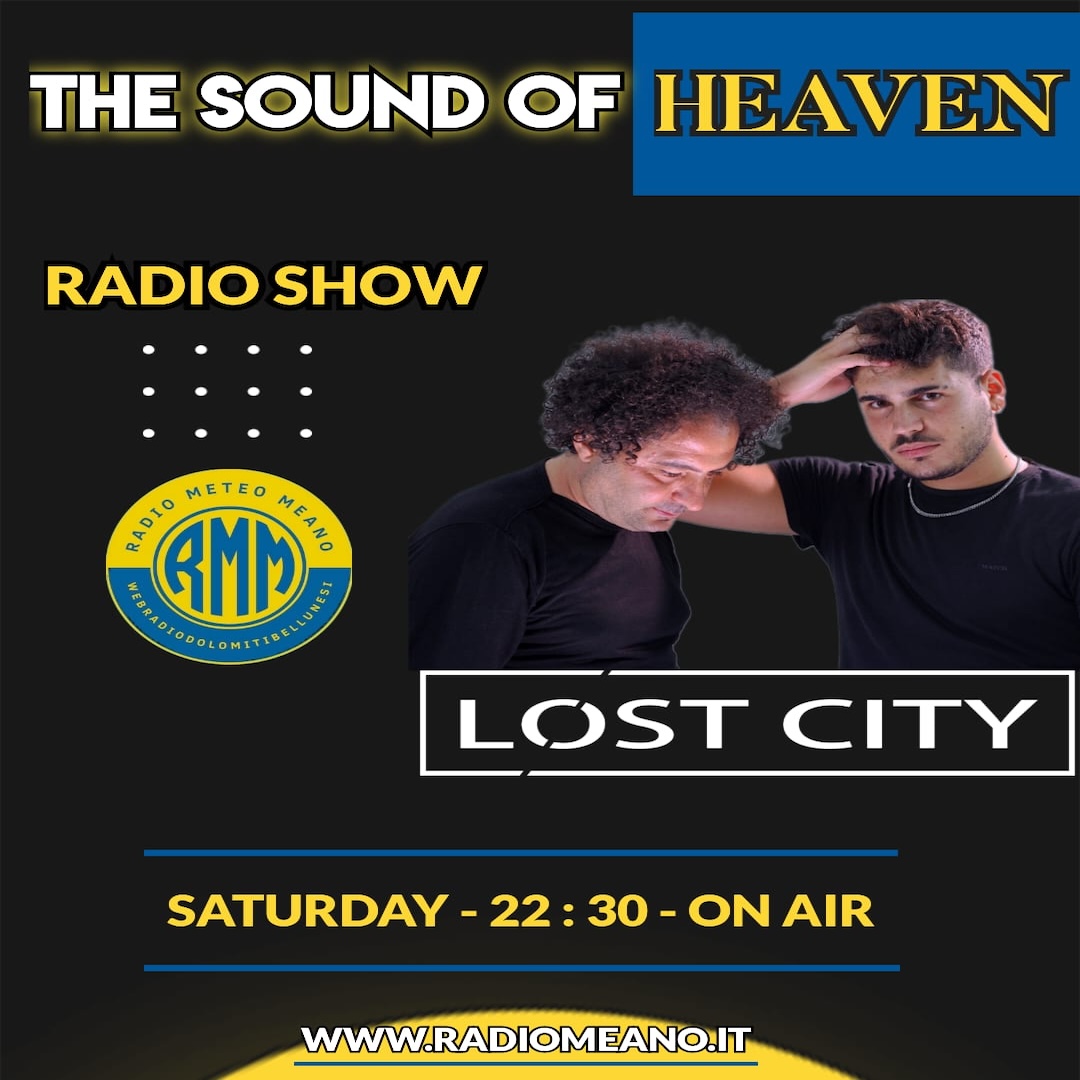 THE SOUND OF HEAVEN
RADIO SHOW
RADIO METEO MEANO
RMM
WEBRADIODOLOMITIBELLUNESI
LØST CITY
SATURDAY - 22 : 30 - ON AIR
WWW.RADIOMEANO.IT